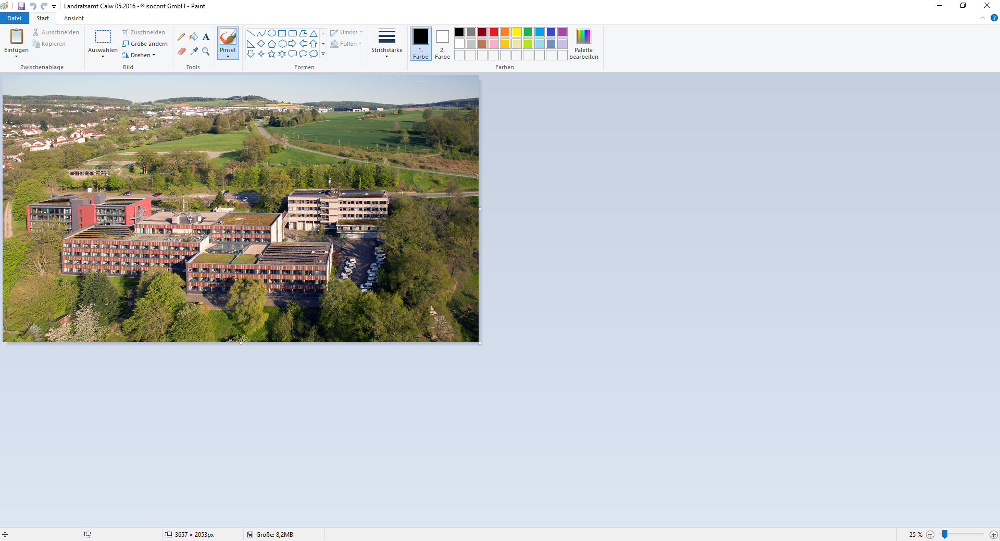 Landratsamt Calw 05.2016 - ®isocont GmbH - Paint
Datei Start Ansicht ?
Einfügen
Ausschneiden
Kopieren
Zwischenablage
Auswählen
Zuschneiden
Größe ändern
Drehen
Bild
A
Tools
Pinsel
Umriss
Füllen
Formen
Strichstärke
1.
Farbe
2.
Farbe
Palette
bearbeiten
Farben
3657 × 2053px
Größe: 8,2MB
25 %